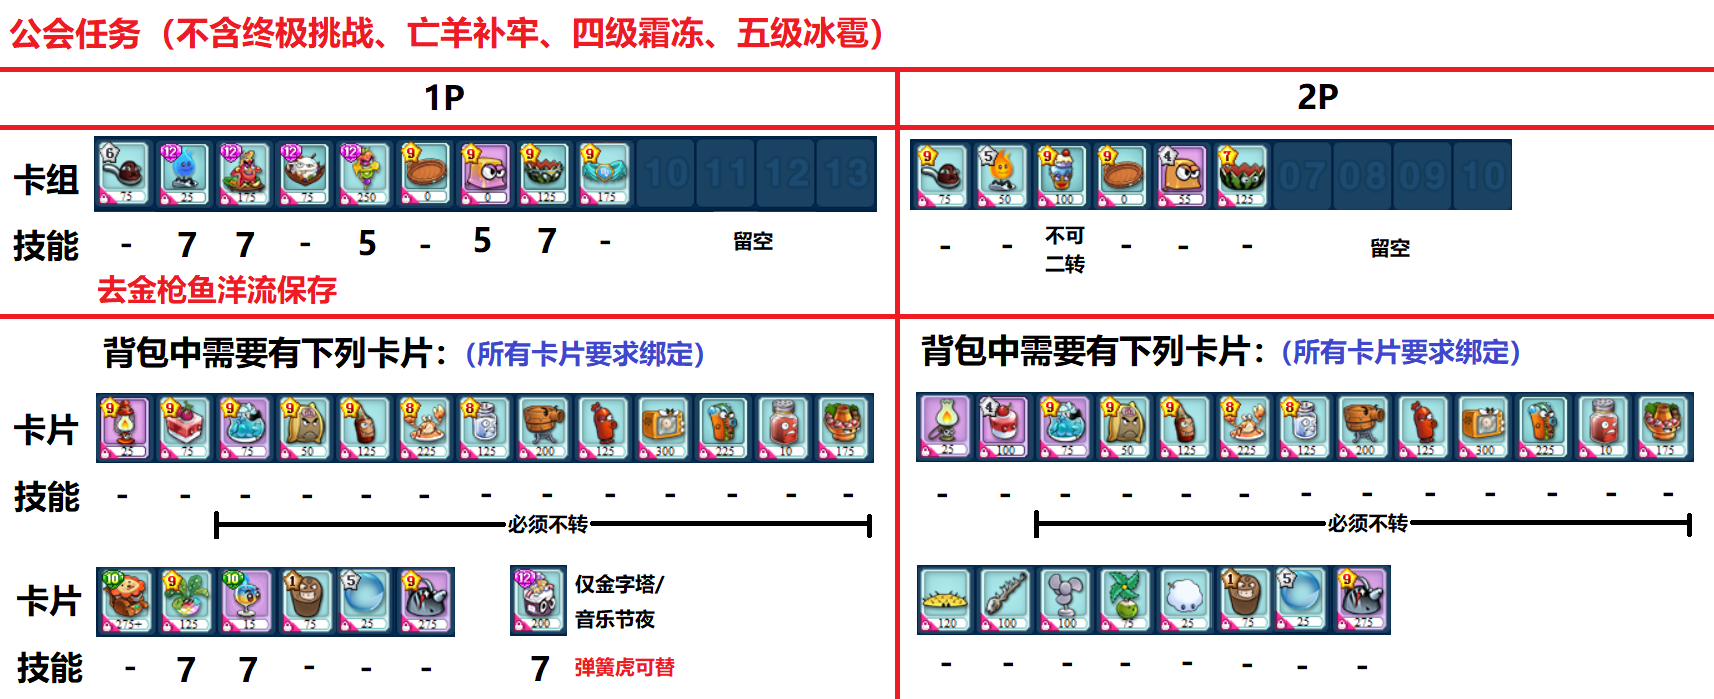 公会任务（不含终极挑战、亡羊补牢、四级霜冻、五级冰雹）
1P
2P
卡组
6 12 12 12 12 9 9 9 9 10 11 12 13
75 25 175 75 250 0 0 125 175
9 5 9 9 4 7 07 08 09 10
75 50 100 0 55 125
技能
- 7 7 - 5 - 5 7 -
留空
- - 不可二转 - - -
留空
去金枪鱼洋流保存
背包中需要有下列卡片：（所有卡片要求绑定）
背包中需要有下列卡片：（所有卡片要求绑定）
卡片
9 9 9 9 9 8 8
25 75 75 50 125 225 125 200 125 300 225 10 175
4 9 9 9 8 8
25 100 75 50 125 225 125 200 125 300 225 10 175
技能
- - - - - - - - - - - - -
- - - - - - - - - - - - -
必须不转
必须不转
卡片
10 9 10 1 5 9
275+ 125 15 75 25 275
12
200
仅金字塔/
音乐节夜
1 5 9
120 100 100 75 25 75 25 275
技能
- 7 7 - - -
7
弹簧虎可替
- - - - - - - -